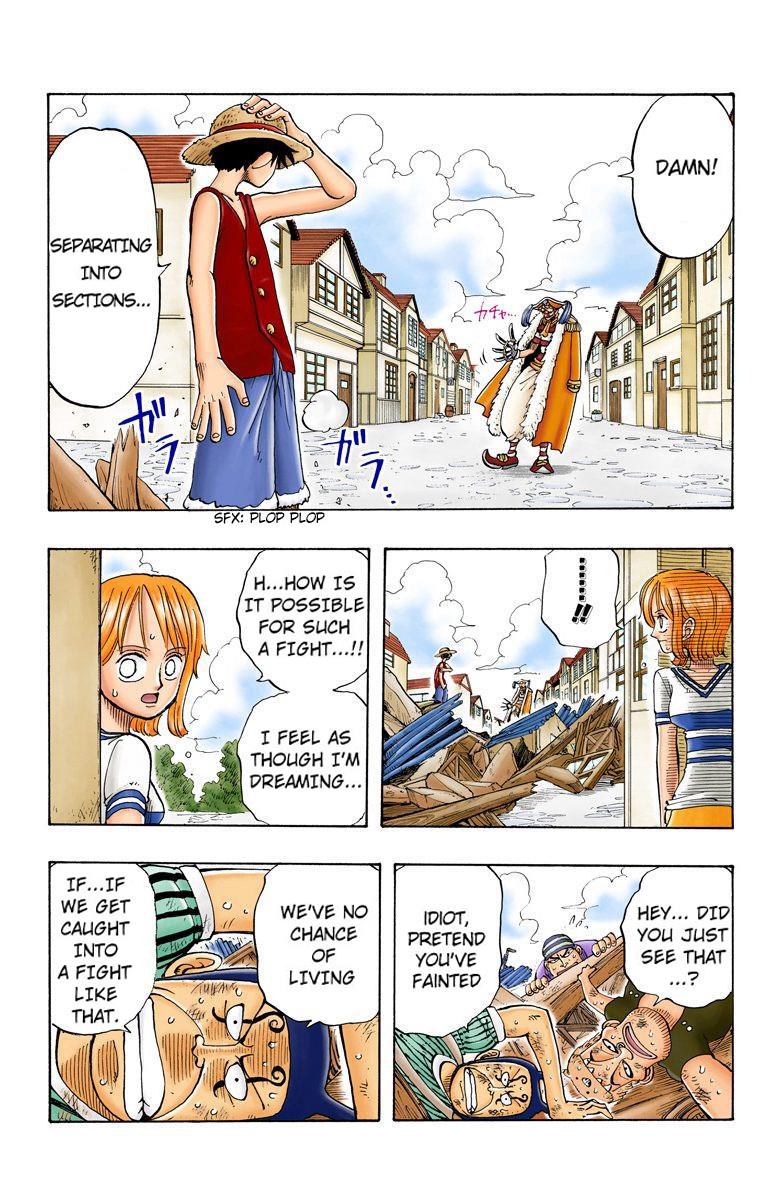 DAMN!
SEPARATING
INTO
SECTIONS...
カチャ...
ガラ
ガラ...
SFX: PLOP PLOP
.......!!
H...HOW IS
IT POSSIBLE
FOR SUCH
A FIGHT...!!
I FEEL AS
THOUGH I'M
DREAMING...
HEY... DID
YOU JUST
SEE THAT
...?
IDIOT,
PRETEND
YOU'VE
FAINTED
WE'VE NO
CHANCE
OF
LIVING
IF...IF
WE GET
CAUGHT
INTO
A FIGHT
LIKE
THAT.